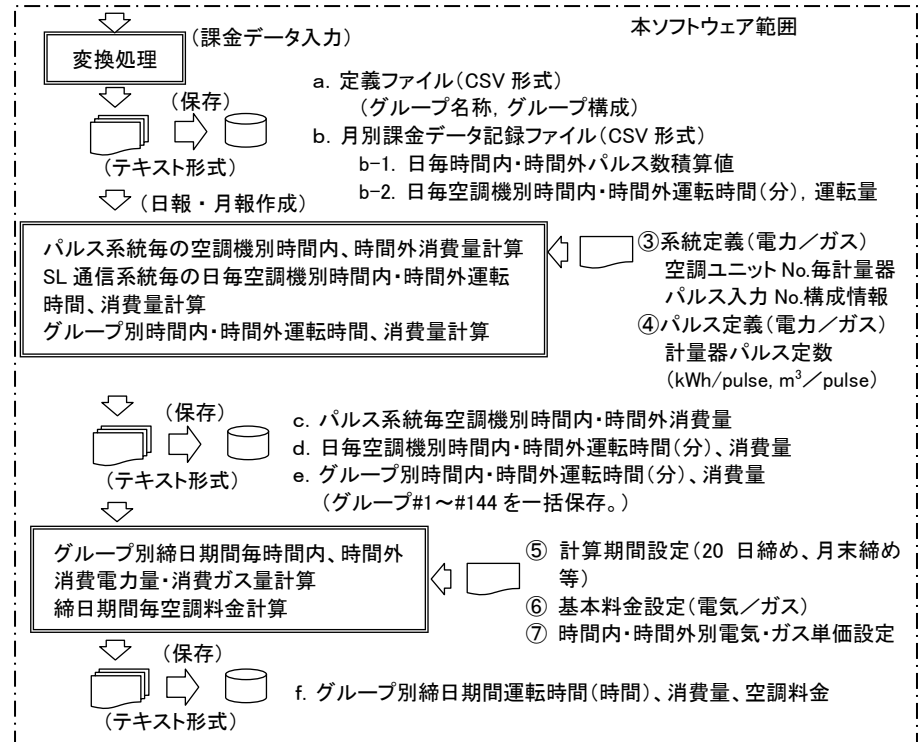 本ソフトウェア範囲
(課金データ入力)
変換処理
(保存)
(テキスト形式)
a. 定義ファイル(CSV 形式)
(グループ名称, グループ構成)
b. 月別課金データ記録ファイル(CSV 形式)
b-1. 日毎時間内・時間外パルス数積算値
b-2. 日毎空調機別時間内・時間外運転時間(分), 運転量
(日報・月報作成)
パルス系統毎の空調機別時間内、時間外消費量計算
SL 通信系統毎の日毎空調機別時間内・時間外運転
時間、消費量計算
グループ別時間内・時間外運転時間、消費量計算
③系統定義(電力/ガス)
空調ユニット No.毎計量器
パルス入力 No.構成情報
④パルス定義(電力/ガス)
計量器パルス定数
(kWh/pulse, m³/pulse)
(保存)
(テキスト形式)
c. パルス系統毎空調機別時間内・時間外消費量
d. 日毎空調機別時間内・時間外運転時間(分)、消費量
e. グループ別時間内・時間外運転時間(分)、消費量
(グループ#1～#144 を一括保存。)
グループ別締日期間毎時間内、時間外
消費電力量・消費ガス量計算
締日期間毎空調料金計算
⑤ 計算期間設定(20 日締め、月末締め
等)
⑥ 基本料金設定(電気/ガス)
⑦ 時間内・時間外別電気・ガス単価設定
(保存)
(テキスト形式)
f. グループ別締日期間運転時間(時間)、消費量、空調料金